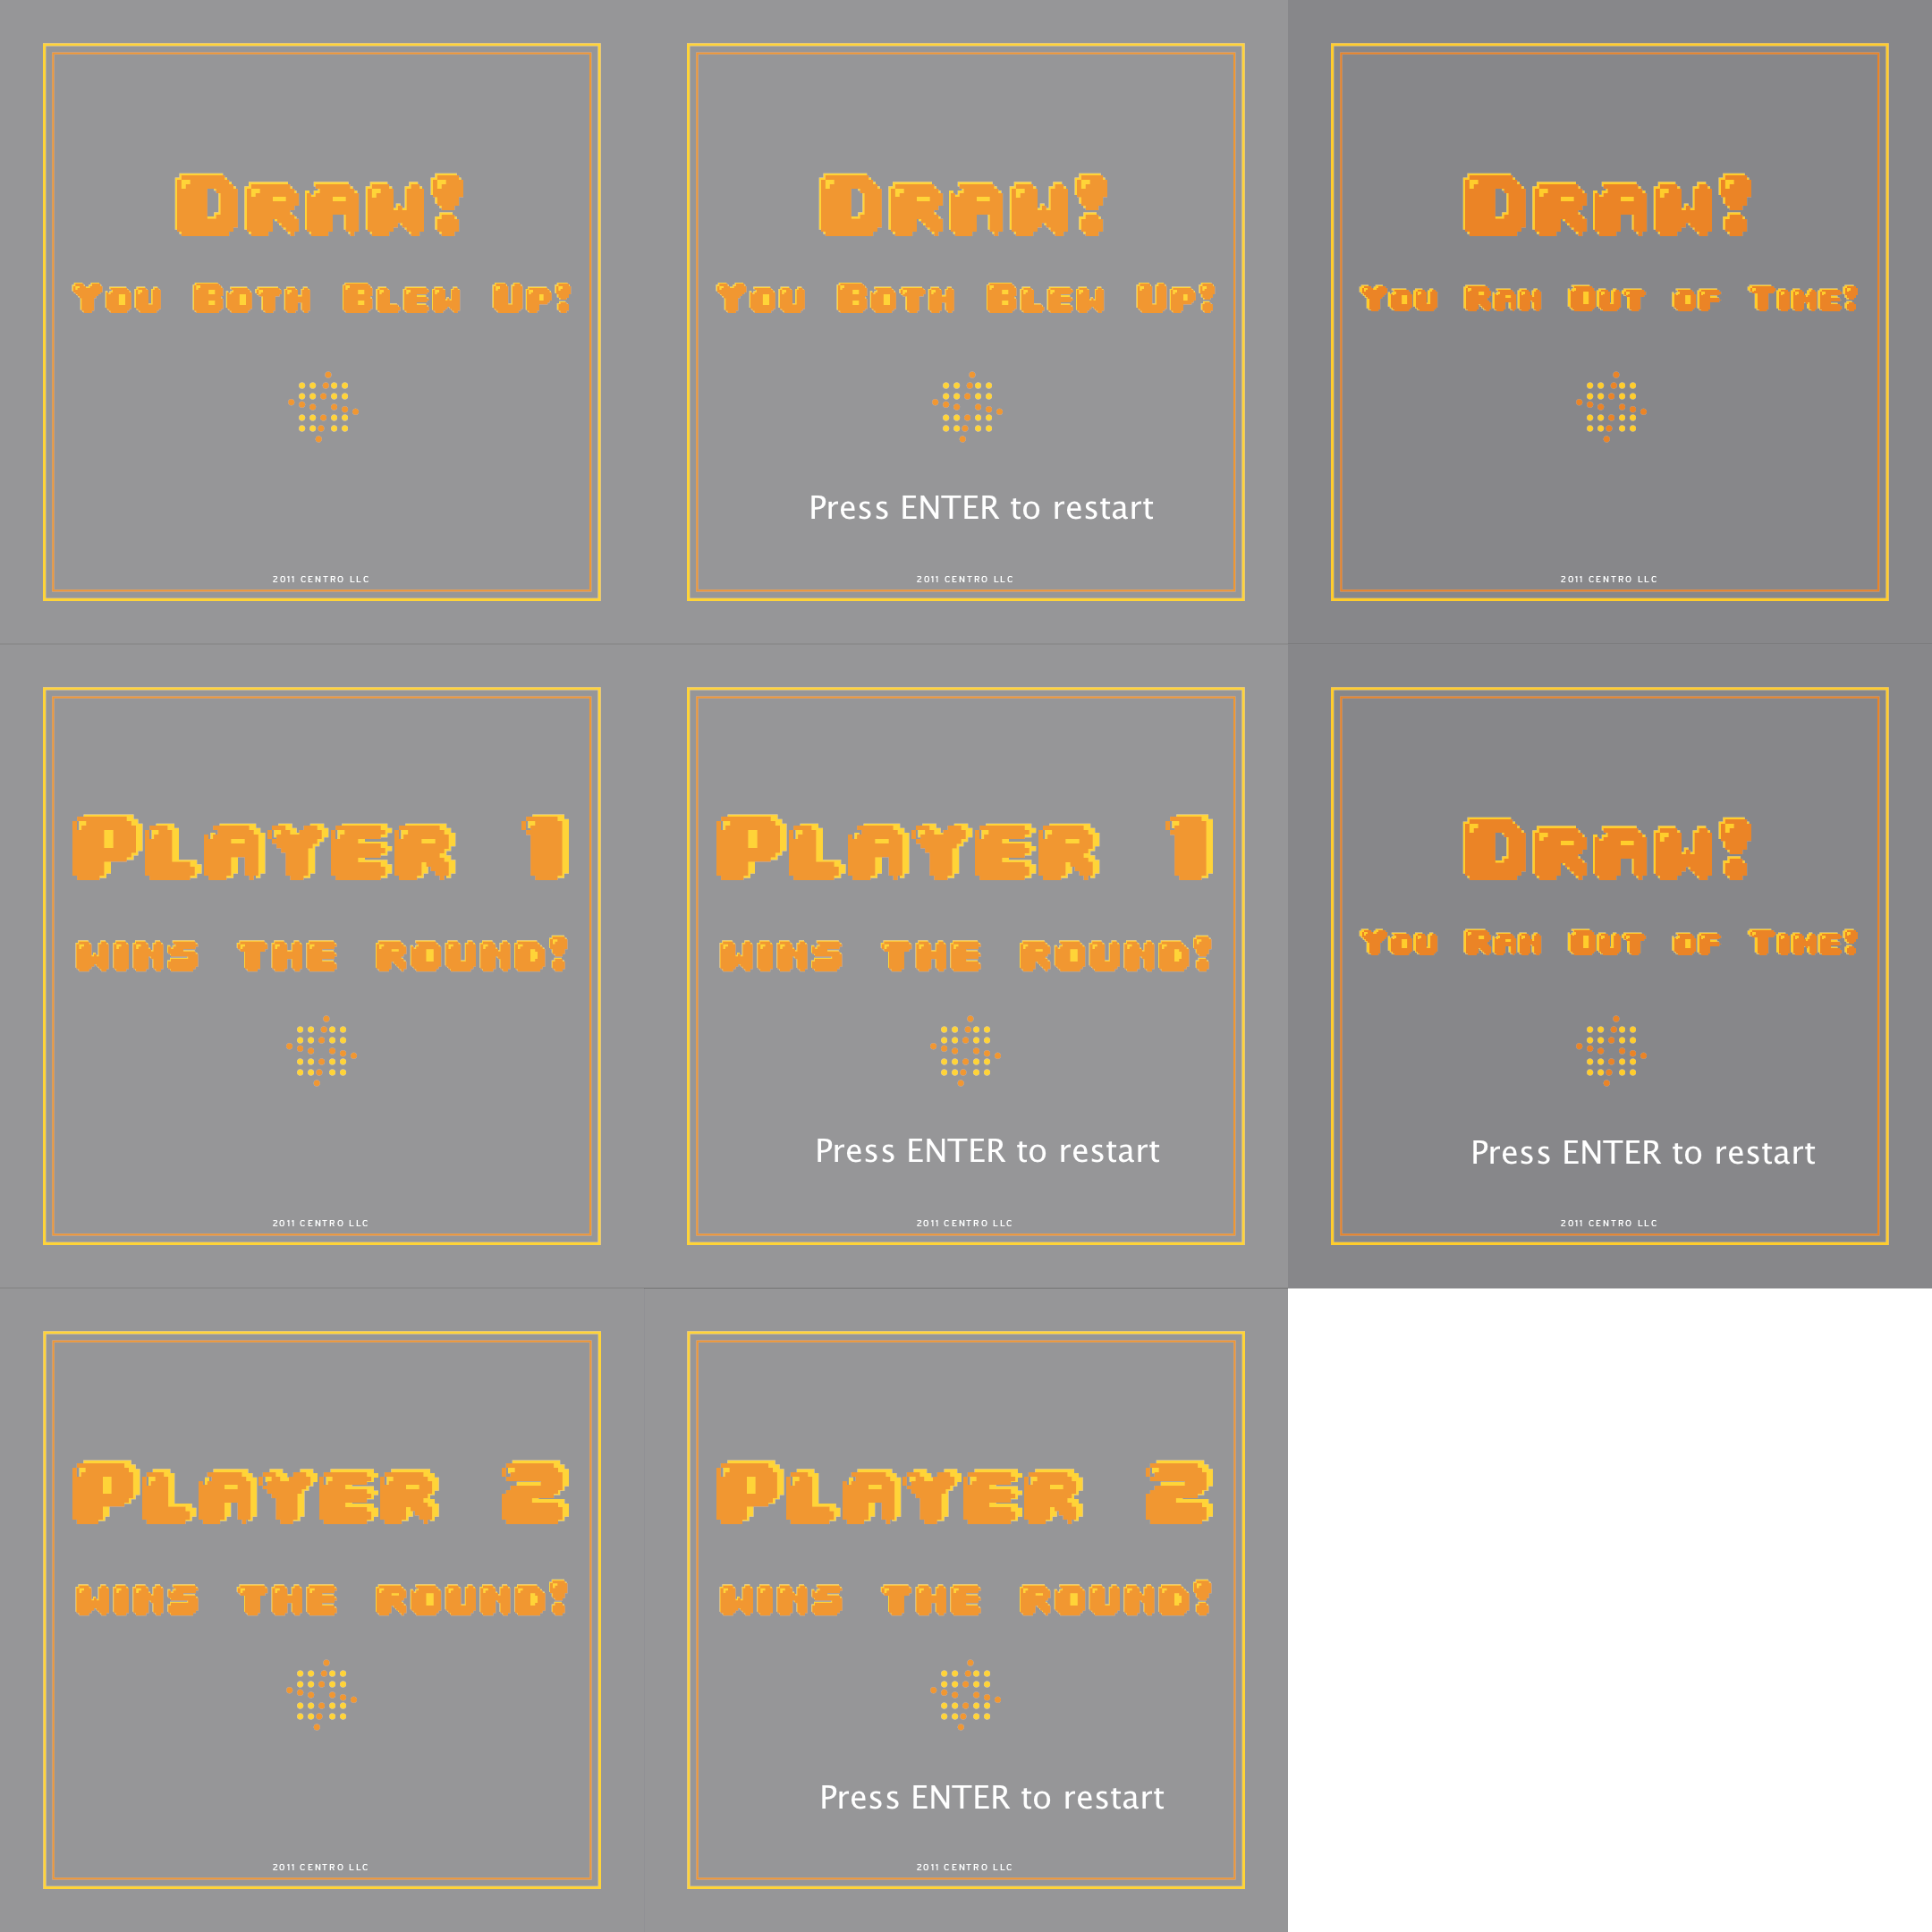 Draw!
You Both Blew Up!
2011 CENTRO LLC
Draw!
You Both Blew Up!
Press ENTER to restart
2011 CENTRO LLC
Draw!
You Ran Out of Time!
2011 CENTRO LLC
Player 1
wins the round!
2011 CENTRO LLC
Player 1
wins the round!
Press ENTER to restart
2011 CENTRO LLC
Draw!
You Ran Out of Time!
Press ENTER to restart
2011 CENTRO LLC
Player 2
wins the round!
2011 CENTRO LLC
Player 2
wins the round!
Press ENTER to restart
2011 CENTRO LLC